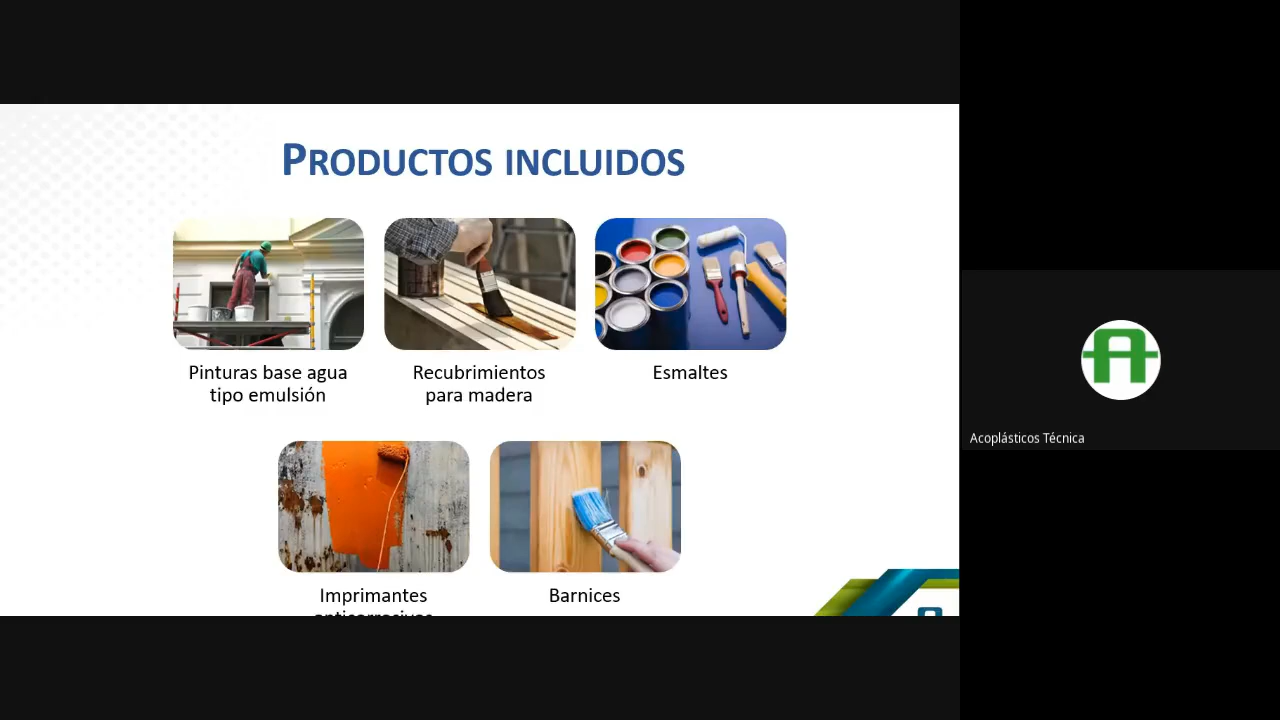 PRODUCTOS INCLUIDOS
Pinturas base agua
tipo emulsión
Recubrimientos
para madera
Esmaltes
Imprimantes
anticorrosivos
Barnices
Acoplásticos Técnica